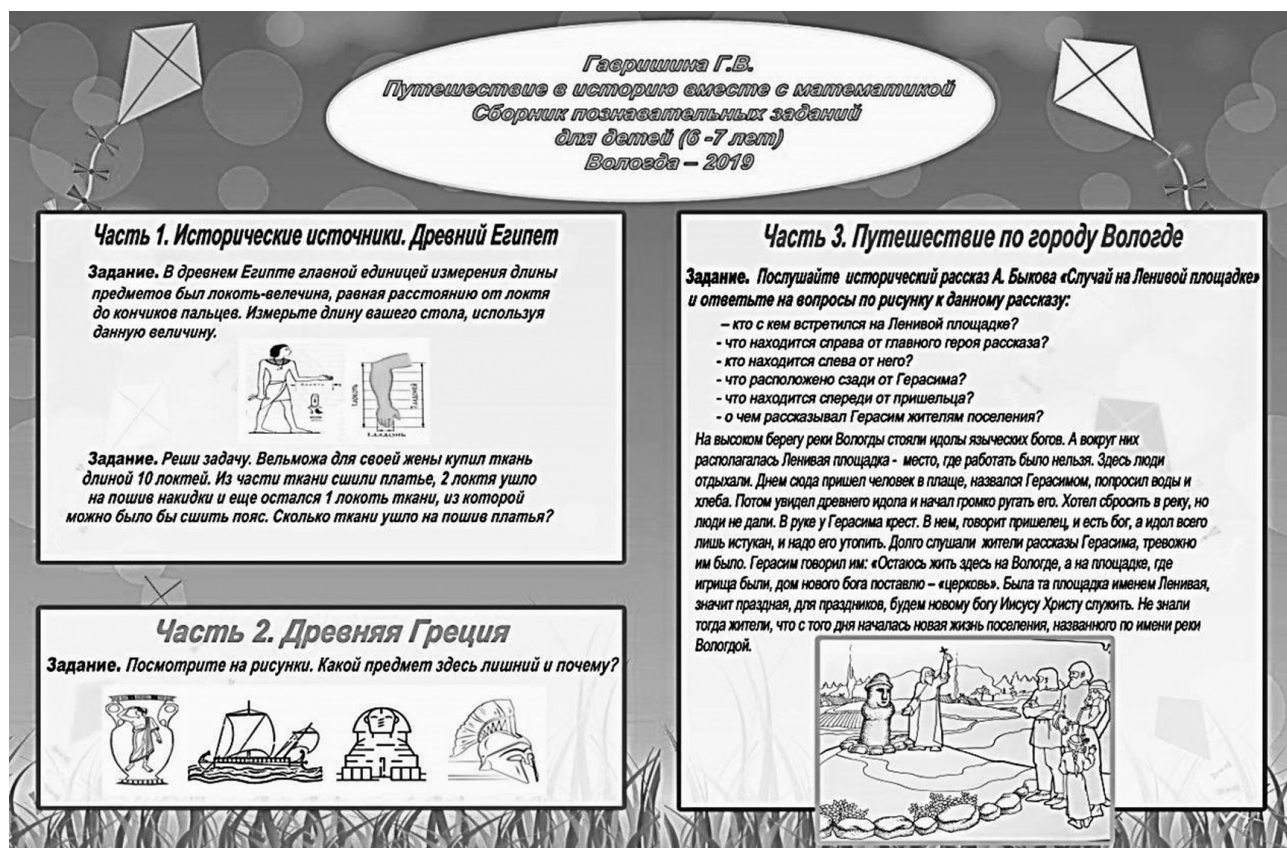 Гавришина Г.В.
Путешествие в историю вместе с математикой
Сборник познавательных заданий
для детей (6 -7 лет)
Вологда – 2019
Часть 1. Исторические источники. Древний Египет
Задание. В древнем Египте главной единицей измерения длины
предметов был локоть-велечина, равная расстоянию от локтя
до кончиков пальцев. Измерьте длину вашего стола, используя
данную величину.
1 ЛОКОТЬ
7 ЛАДОНЕЙ
1 ЛАДОНЬ
Задание. Реши задачу. Вельможа для своей жены купил ткань
длиной 10 локтей. Из части ткани сшили платье, 2 локтя ушло
на пошив накидки и еще остался 1 локоть ткани, из которой
можно было бы сшить пояс. Сколько ткани ушло на пошив платья?
Часть 2. Древняя Греция
Задание. Посмотрите на рисунки. Какой предмет здесь лишний и почему?
Часть 3. Путешествие по городу Вологде
Задание. Послушайте исторический рассказ А. Быкова «Случай на Ленивой площадке»
и ответьте на вопросы по рисунку к данному рассказу:
– кто с кем встретился на Ленивой площадке?
- что находится справа от главного героя рассказа?
- кто находится слева от него?
- что расположено сзади от Герасима?
- что находится спереди от пришельца?
- о чем рассказывал Герасим жителям поселения?
На высоком берегу реки Вологды стояли идолы языческих богов. А вокруг них
располагалась Ленивая площадка - место, где работать было нельзя. Здесь люди
отдыхали. Днем сюда пришел человек в плаще, назвался Герасимом, попросил воды и
хлеба. Потом увидел древнего идола и начал громко ругать его. Хотел сбросить в реку, но
люди не дали. В руке у Герасима крест. В нем, говорит пришелец, и есть бог, а идол всего
лишь истукан, и надо его утопить. Долго слушали жители рассказы Герасима, тревожно
им было. Герасим говорил им: «Остаюсь жить здесь на Вологде, а на площадке, где
игрища были, дом нового бога поставлю – «церковь». Была та площадка именем Ленивая,
значит праздная, для праздников, будем новому богу Иисусу Христу служить. Не знали
тогда жители, что с того дня началась новая жизнь поселения, названного по имени реки
Вологдой.